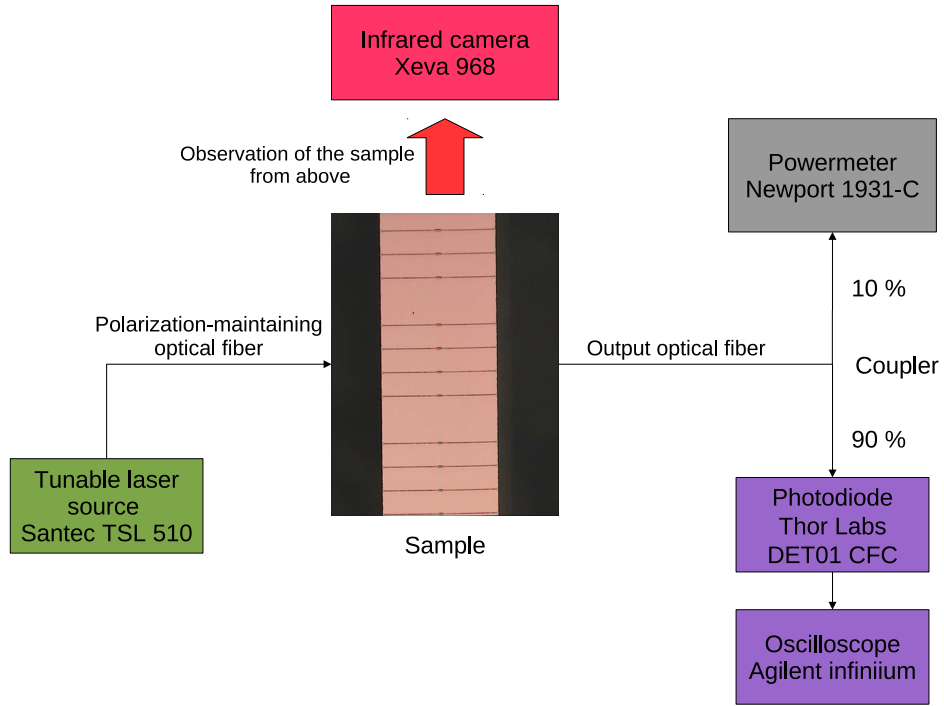 Infrared camera
Xeva 968
Observation of the sample
from above
Powermeter
Newport 1931-C
10 %
Polarization-maintaining
optical fiber
Output optical fiber
Coupler
90 %
Tunable laser
source
Santec TSL 510
Sample
Photodiode
Thor Labs
DET01 CFC
Oscilloscope
Agilent infiniium